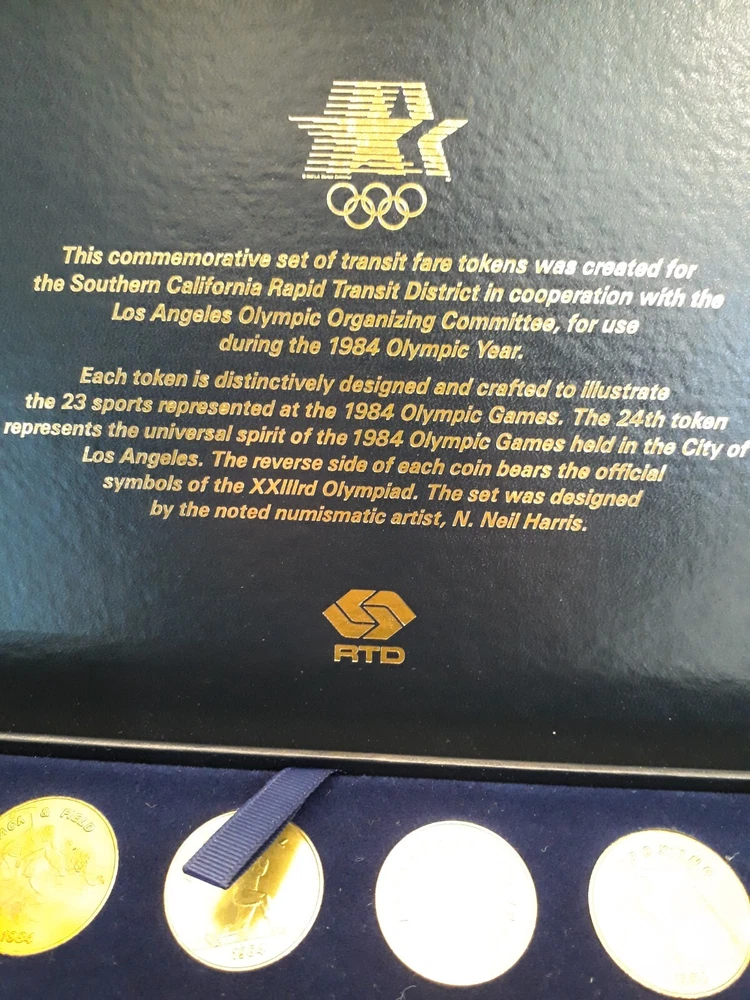 This commemorative set of transit fare tokens was created for
the Southern California Rapid Transit District in cooperation with the
Los Angeles Olympic Organizing Committee, for use
during the 1984 Olympic Year.
Each token is distinctively designed and crafted to illustrate
the 23 sports represented at the 1984 Olympic Games. The 24th token
represents the universal spirit of the 1984 Olympic Games held in the City of
Los Angeles. The reverse side of each coin bears the official
symbols of the XXIIIrd Olympiad. The set was designed
by the noted numismatic artist, N. Neil Harris.
RTD
& FIELD
1984
1984